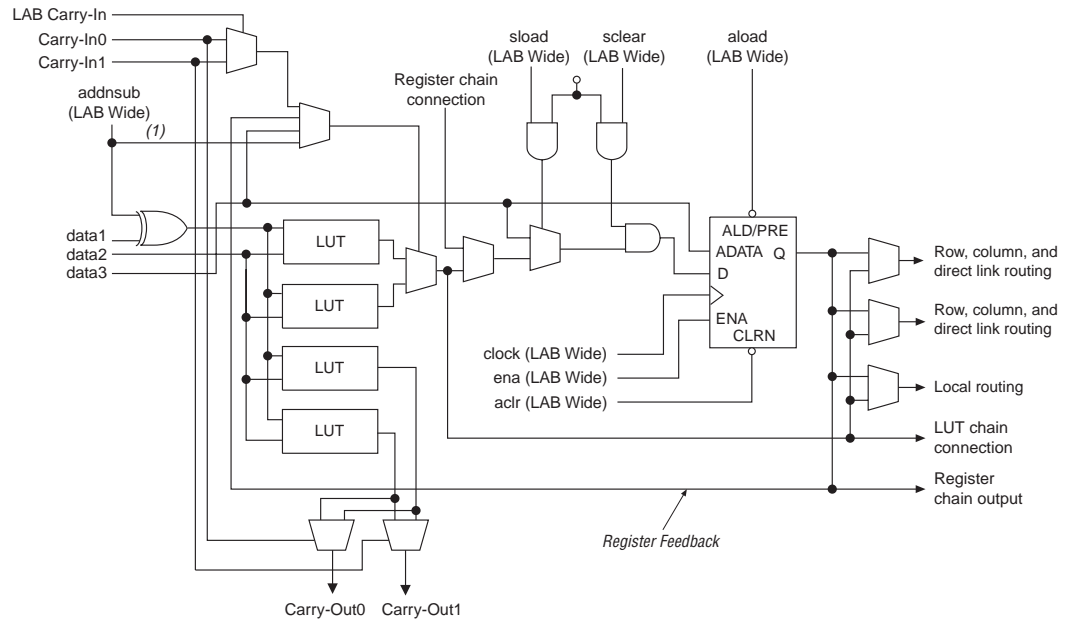 LAB Carry-In
Carry-In0
Carry-In1
addnsub
(LAB Wide)
(1)
Register chain
connection
sload
(LAB Wide)
sclear
(LAB Wide)
aload
(LAB Wide)
data1
data2
data3
LUT
LUT
LUT
LUT
ALD/PRE
ADATA Q
D
ENA
CLRN
clock (LAB Wide)
ena (LAB Wide)
aclr (LAB Wide)
Row, column, and
direct link routing
Row, column, and
direct link routing
Local routing
LUT chain
connection
Register
chain output
Register Feedback
Carry-Out0
Carry-Out1